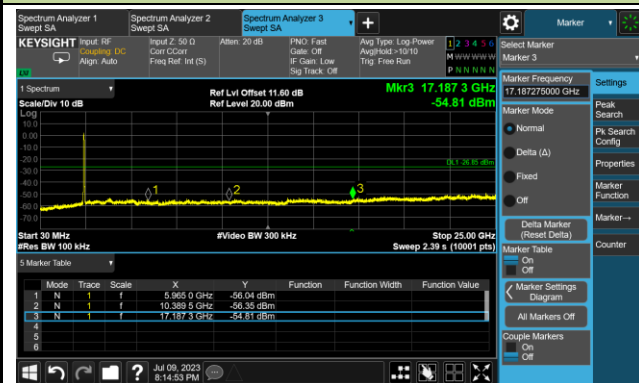 Spectrum Analyzer 1
Swept SA
Spectrum Analyzer 2
Swept SA
Spectrum Analyzer 3
Swept SA
Marker
KEYSIGHT
Input: RF
Coupling: DC
Align: Auto
Input Z: 50 Ω
Corr CCorr
Freq Ref: Int (S)
Atten: 20 dB
PNO: Fast
Gate: Off
IF Gain: Low
Sig Track: Off
Avg Type: Log-Power
Avg|Hold:>10/10
Trig: Free Run
1 2 3 4 5 6
M W W W W W
P N N N N N
LV
Select Marker
Marker 3
1 Spectrum
Scale/Div 10 dB
Ref Lvl Offset 11.60 dB
Ref Level 20.00 dBm
Mkr3 17.187 3 GHz
-54.81 dBm
Log
10.0
0.00
-10.0
-20.0
-30.0
-40.0
-50.0
-60.0
-70.0
DL1 -26.85 dBm
1
2
3
Start 30 MHz
#Res BW 100 kHz
#Video BW 300 kHz
Stop 25.00 GHz
Sweep 2.39 s (10001 pts)
5 Marker Table
Mode Trace Scale X Y Function Function Width Function Value
1 N 1 f 5.965 0 GHz -56.04 dBm
2 N 1 f 10.389 5 GHz -56.35 dBm
3 N 1 f 17.187 3 GHz -54.81 dBm
4
5
6
Marker Frequency
17.187275000 GHz
Marker Mode
Normal
Delta (Δ)
Fixed
Off
Delta Marker
(Reset Delta)
Marker Table
On
Off
Marker Settings
Diagram
All Markers Off
Couple Markers
On
Off
Settings
Peak
Search
Pk Search
Config
Properties
Marker
Function
Marker→
Counter
Jul 09, 2023
8:14:53 PM